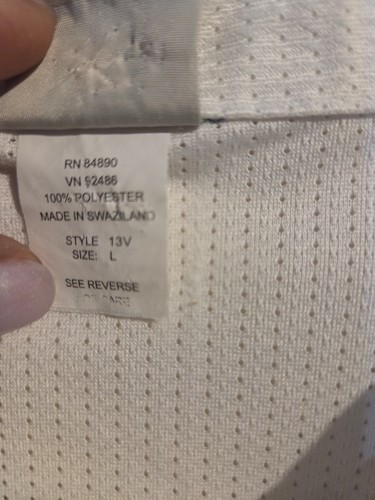 RN 84890
VN 92486
100% POLYESTER
MADE IN SWAZILAND
STYLE 13V
SIZE: L
SEE REVERSE